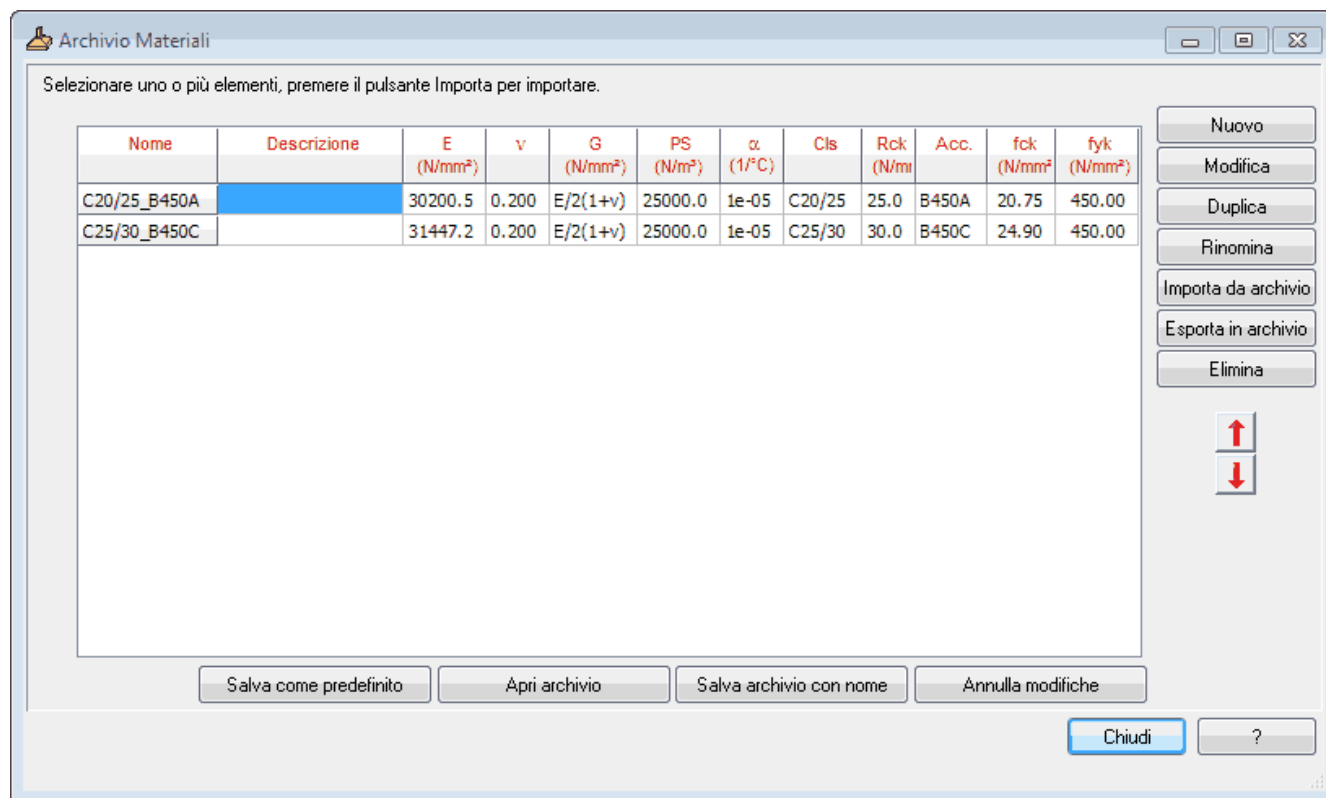 Archivio Materiali
Selezionare uno o più elementi, premere il pulsante Importa per importare.
Nome Descrizione E ν G PS α Cls Rck Acc. fck fyk
(N/mm²) (N/mm²) (N/m³) (1/°C) (N/mm (N/mm² (N/mm²)
C20/25_B450A 30200.5 0.200 E/2(1+ν) 25000.0 1e-05 C20/25 25.0 B450A 20.75 450.00
C25/30_B450C 31447.2 0.200 E/2(1+ν) 25000.0 1e-05 C25/30 30.0 B450C 24.90 450.00
Nuovo
Modifica
Duplica
Rinomina
Importa da archivio
Esporta in archivio
Elimina
Salva come predefinito Apri archivio Salva archivio con nome Annulla modifiche
Chiudi ?